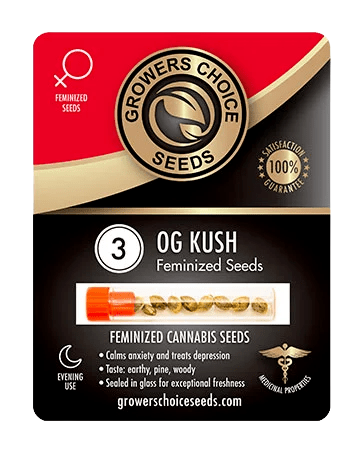 GROWERS CHOICE
SEEDS
FEMINIZED
SEEDS
SATISFACTION
100%
GUARANTEE
3
OG KUSH
Feminized Seeds
FEMINIZED CANNABIS SEEDS
• Calms anxiety and treats depression
• Taste: earthy, pine, woody
• Sealed in glass for exceptional freshness
EVENING
USE
MEDICINAL PROPERTIES
growerschoiceseeds.com